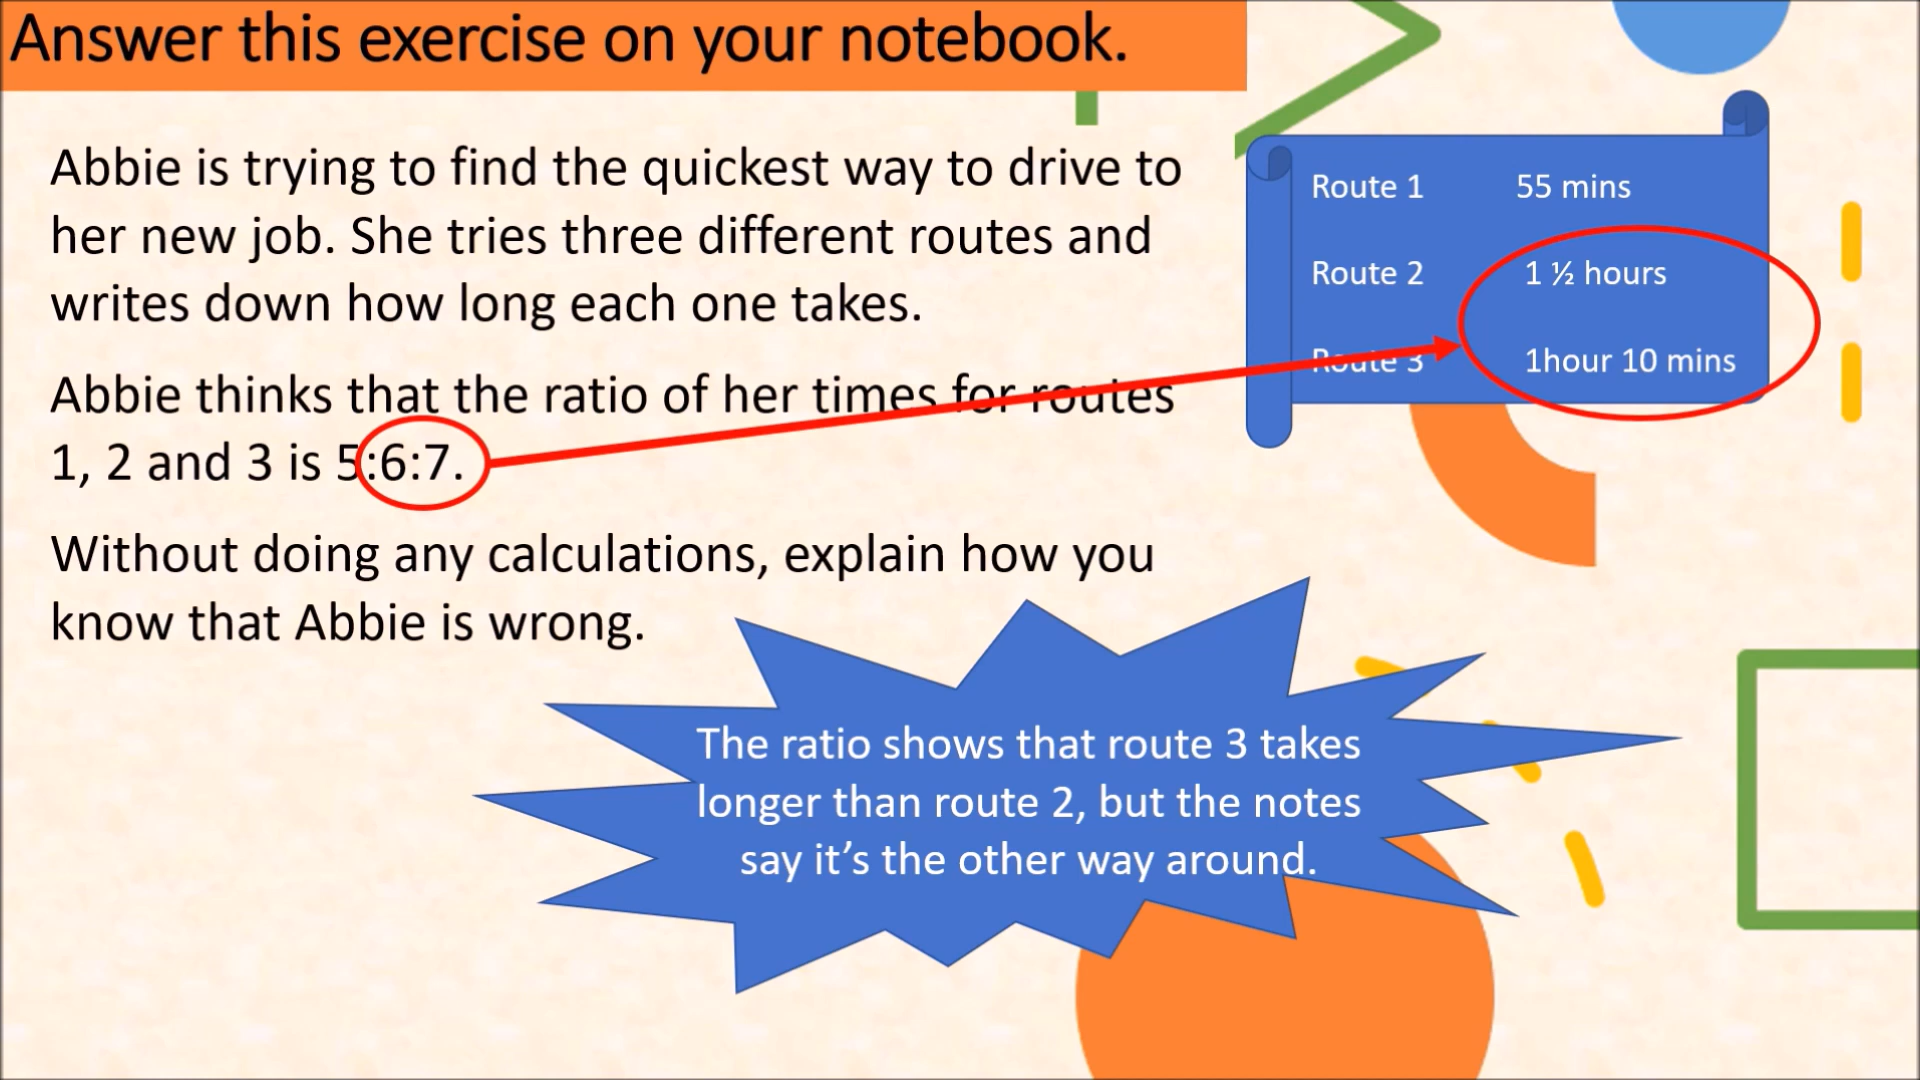 Answer this exercise on your notebook.
Abbie is trying to find the quickest way to drive to
her new job. She tries three different routes and
writes down how long each one takes.
Abbie thinks that the ratio of her times for routes
1, 2 and 3 is 5:6:7.
Without doing any calculations, explain how you
know that Abbie is wrong.
Route 1 55 mins
Route 2 1 ½ hours
Route 3 1hour 10 mins
The ratio shows that route 3 takes
longer than route 2, but the notes
say it’s the other way around.